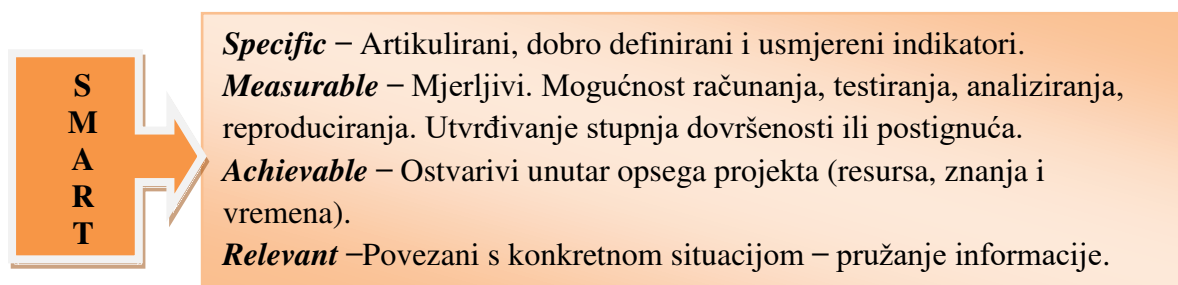 S
M
A
R
T
Specific − Artikulirani, dobro definirani i usmjereni indikatori.
Measurable − Mjerljivi. Mogućnost računanja, testiranja, analiziranja,
reproduciranja. Utvrđivanje stupnja dovršenosti ili postignuća.
Achievable − Ostvarivi unutar opsega projekta (resursa, znanja i
vremena).
Relevant −Povezani s konkretnom situacijom − pružanje informacije.